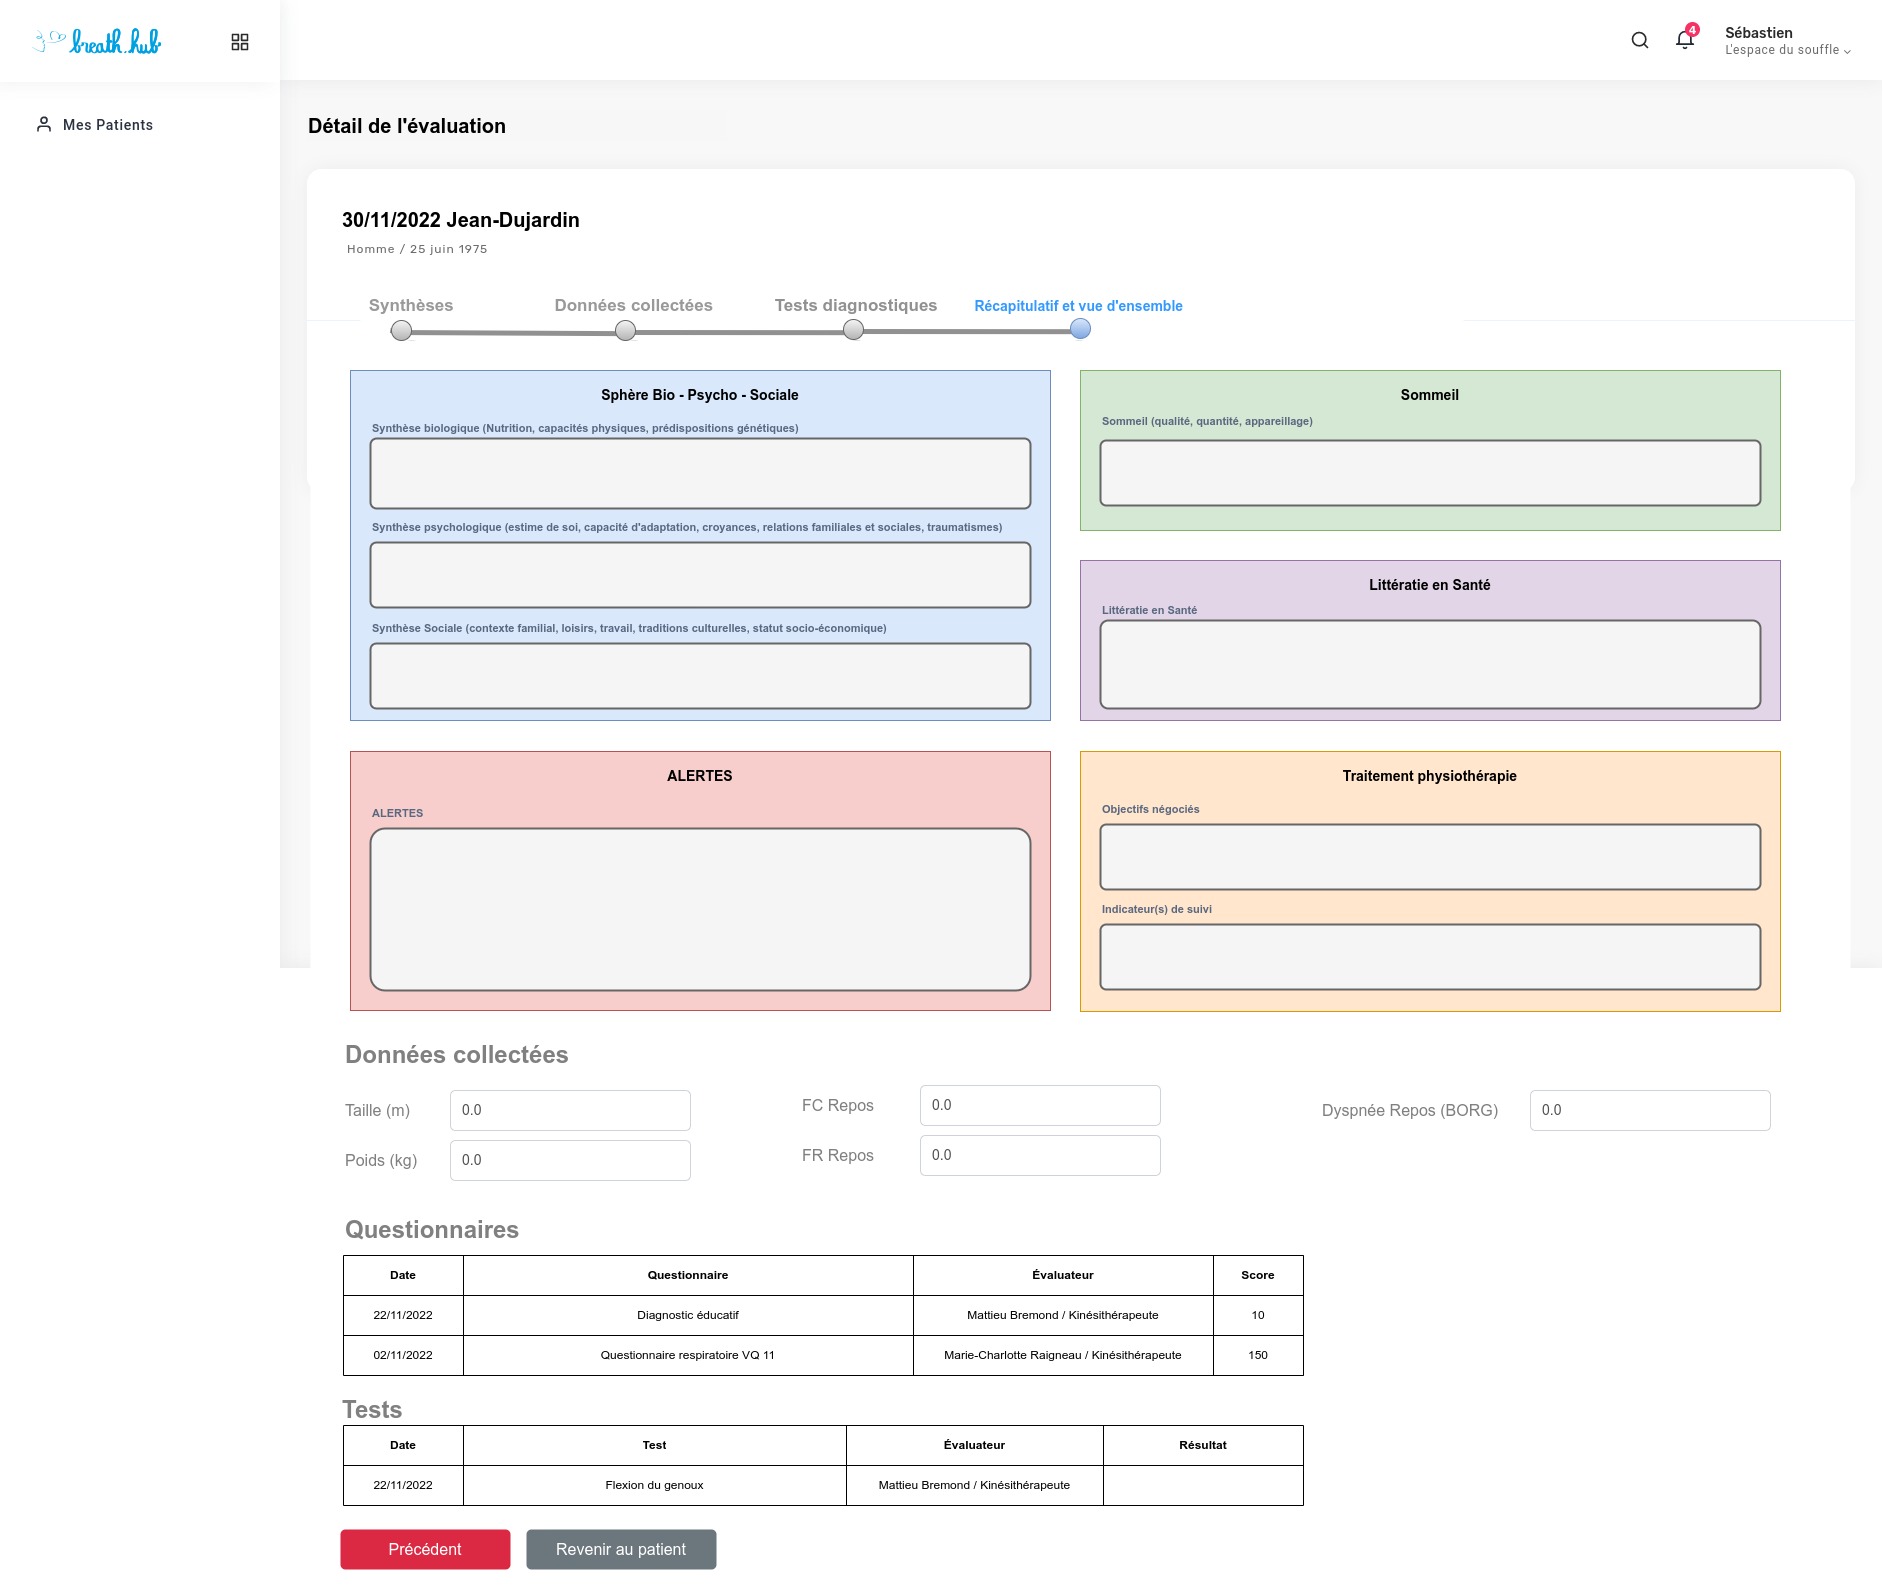 breath.hub
4
Sébastien
L'espace du souffle
Mes Patients
Détail de l'évaluation
30/11/2022 Jean-Dujardin
Homme / 25 juin 1975
Synthèses
Données collectées
Tests diagnostiques
Récapitulatif et vue d'ensemble
Sphère Bio - Psycho - Sociale
Synthèse biologique (Nutrition, capacités physiques, prédispositions génétiques)
Synthèse psychologique (estime de soi, capacité d'adaptation, croyances, relations familiales et sociales, traumatismes)
Synthèse Sociale (contexte familial, loisirs, travail, traditions culturelles, statut socio-économique)
Sommeil
Sommeil (qualité, quantité, appareillage)
Littératie en Santé
Littératie en Santé
ALERTES
ALERTES
Traitement physiothérapie
Objectifs négociés
Indicateur(s) de suivi
Données collectées
Taille (m) 0.0
FC Repos 0.0
Dyspnée Repos (BORG) 0.0
Poids (kg) 0.0
FR Repos 0.0
Questionnaires
Date Questionnaire Évaluateur Score
22/11/2022 Diagnostic éducatif Mattieu Bremond / Kinésithérapeute 10
02/11/2022 Questionnaire respiratoire VQ 11 Marie-Charlotte Raigneau / Kinésithérapeute 150
Tests
Date Test Évaluateur Résultat
22/11/2022 Flexion du genoux Mattieu Bremond / Kinésithérapeute
Précédent
Revenir au patient